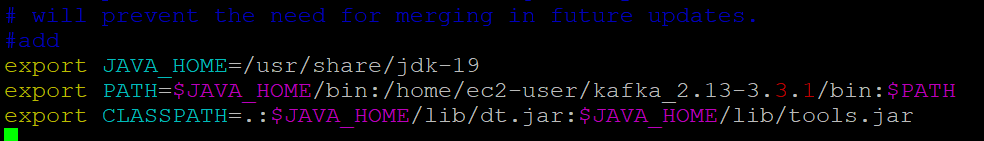 # will prevent the need for merging in future updates.
#add
export JAVA_HOME=/usr/share/jdk-19
export PATH=$JAVA_HOME/bin:/home/ec2-user/kafka_2.13-3.3.1/bin:$PATH
export CLASSPATH=.:$JAVA_HOME/lib/dt.jar:$JAVA_HOME/lib/tools.jar